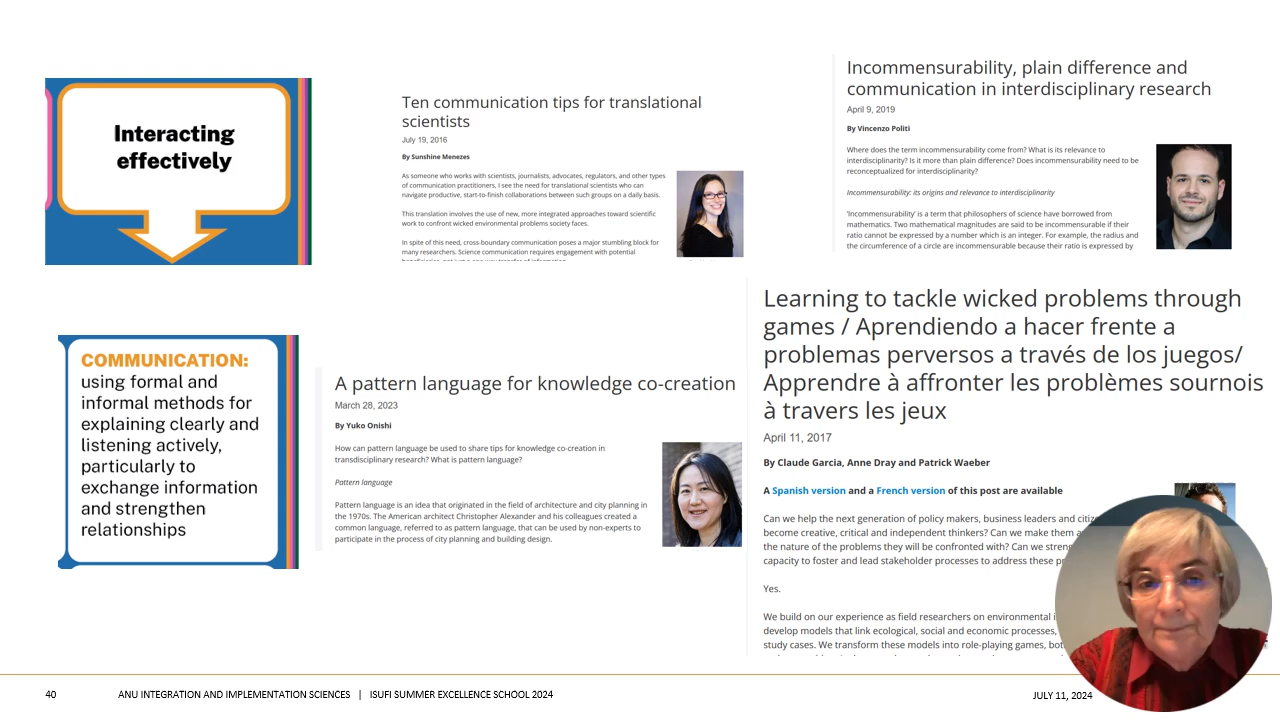 Interacting
effectively
Ten communication tips for translational
scientists
July 19, 2016
By Sunshine Menezes
As someone who works with scientists, journalists, advocates, regulators, and other types
of communication practitioners, I see the need for translational scientists who can
navigate productive, start-to-finish collaborations between such groups on a daily basis.
This translation involves the use of new, more integrated approaches toward scientific
work to confront wicked environmental problems society faces.
In spite of this need, cross-boundary communication poses a major stumbling block for
many researchers. Science communication requires engagement with potential
Incommensurability, plain difference and
communication in interdisciplinary research
April 9, 2019
By Vincenzo Politi
Where does the term incommensurability come from? What is its relevance to
interdisciplinarity? Is it more than plain difference? Does incommensurability need to be
reconceptualized for interdisciplinarity?
Incommensurability: its origins and relevance to interdisciplinarity
'Incommensurability' is a term that philosophers of science have borrowed from
mathematics. Two mathematical magnitudes are said to be incommensurable if their
ratio cannot be expressed by a number which is an integer. For example, the radius and
the circumference of a circle are incommensurable because their ratio is expressed by
COMMUNICATION:
using formal and
informal methods for
explaining clearly and
listening actively,
particularly to
exchange information
and strengthen
relationships
A pattern language for knowledge co-creation
March 28, 2023
By Yuko Onishi
How can pattern language be used to share tips for knowledge co-creation in
transdisciplinary research? What is pattern language?
Pattern language
Pattern language is an idea that originated in the field of architecture and city planning in
the 1970s. The American architect Christopher Alexander and his colleagues created a
common language, referred to as pattern language, that can be used by non-experts to
participate in the process of city planning and building design.
Learning to tackle wicked problems through
games / Aprendiendo a hacer frente a
problemas perversos a través de los juegos/
Apprendre à affronter les problèmes sournois
à travers les jeux
April 11, 2017
By Claude Garcia, Anne Dray and Patrick Waeber
A Spanish version and a French version of this post are available
Can we help the next generation of policy makers, business leaders and
become creative, critical and independent thinkers? Can we make them
the nature of the problems they will be confronted with? Can we
capacity to foster and lead stakeholder processes to address these
Yes.
We build on our experience as field researchers on environmental
develop models that link ecological, social and economic processes,
study cases. We transform these models into role-playing games,
40
ANU INTEGRATION AND IMPLEMENTATION SCIENCES | ISUFI SUMMER EXCELLENCE SCHOOL 2024
JULY 11, 2024